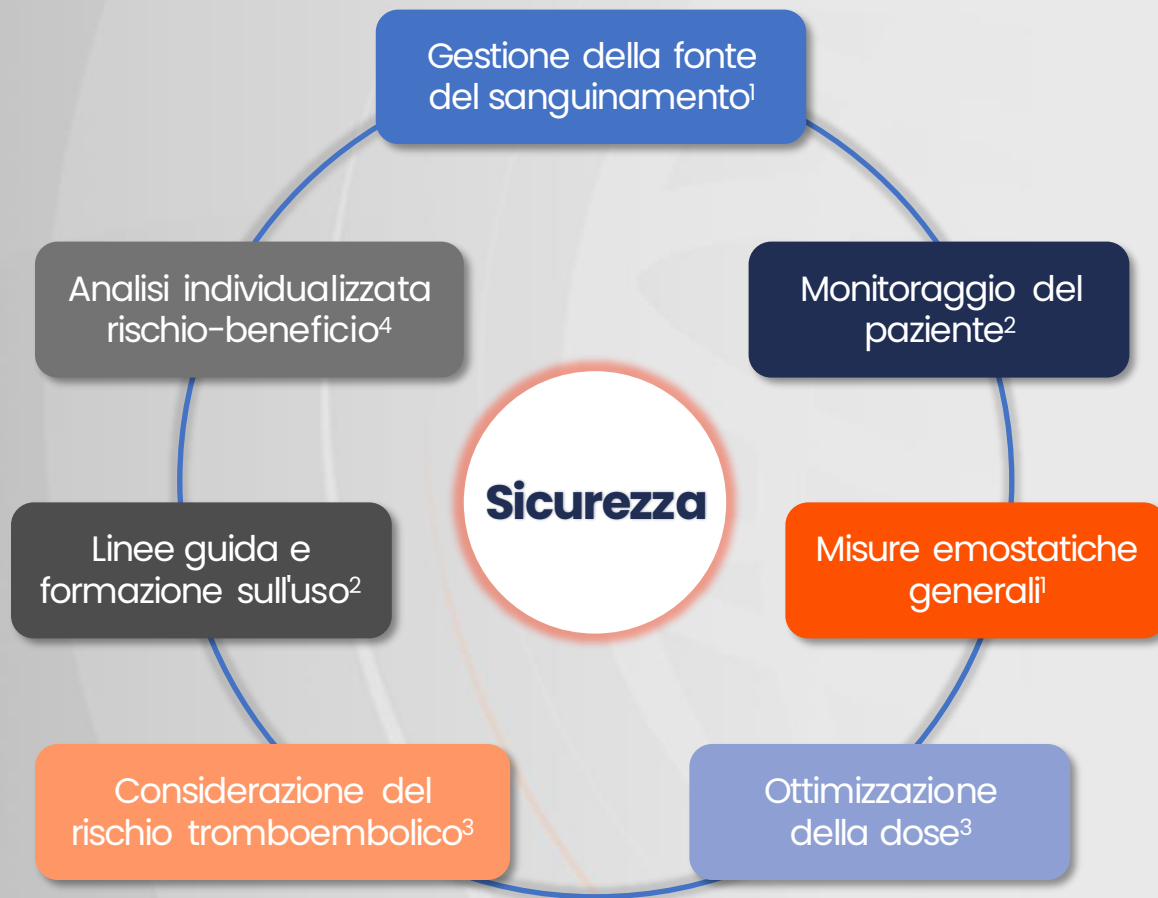 Gestione della fonte
del sanguinamento¹
Analisi individualizzata
rischio-beneficio⁴
Monitoraggio del
paziente²
Sicurezza
Linee guida e
formazione sull'uso²
Misure emostatiche
generali¹
Considerazione del
rischio tromboembolico³
Ottimizzazione
della dose³